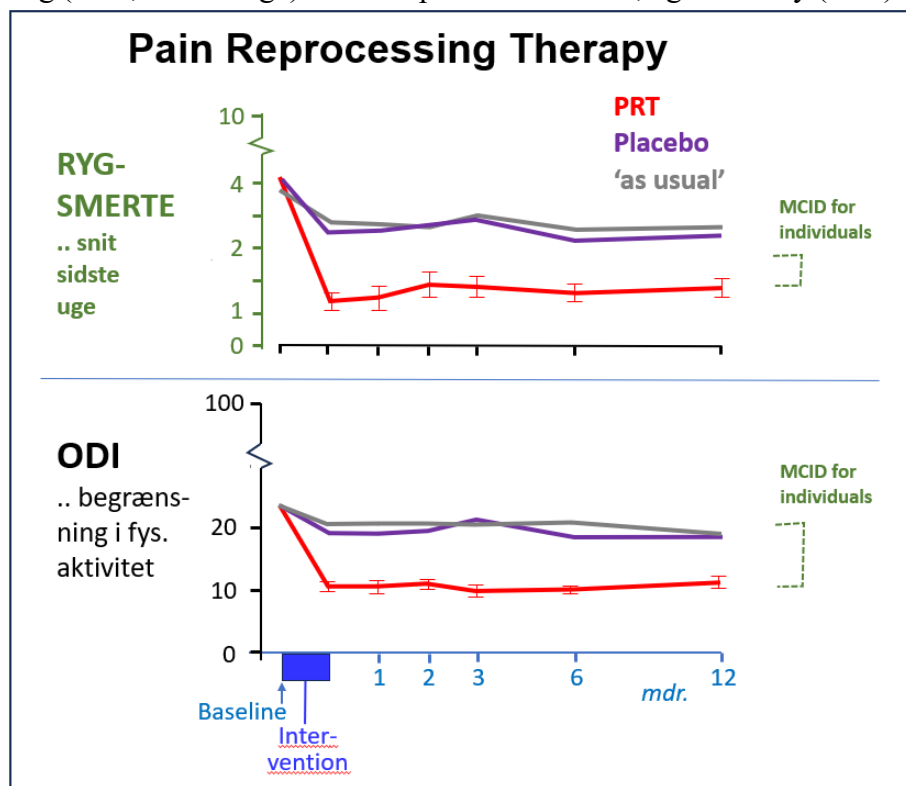 Pain Reprocessing Therapy
10
PRT
Placebo
'as usual'
RYG-
SMERTE
.. snit
sidste
uge
4
2
1
0
MCID for
individuals
100
ODI
.. begræns-
ning i fys.
aktivitet
20
10
0
MCID for
individuals
1 2 3 6 12
mdr.
Baseline
Inter-
vention